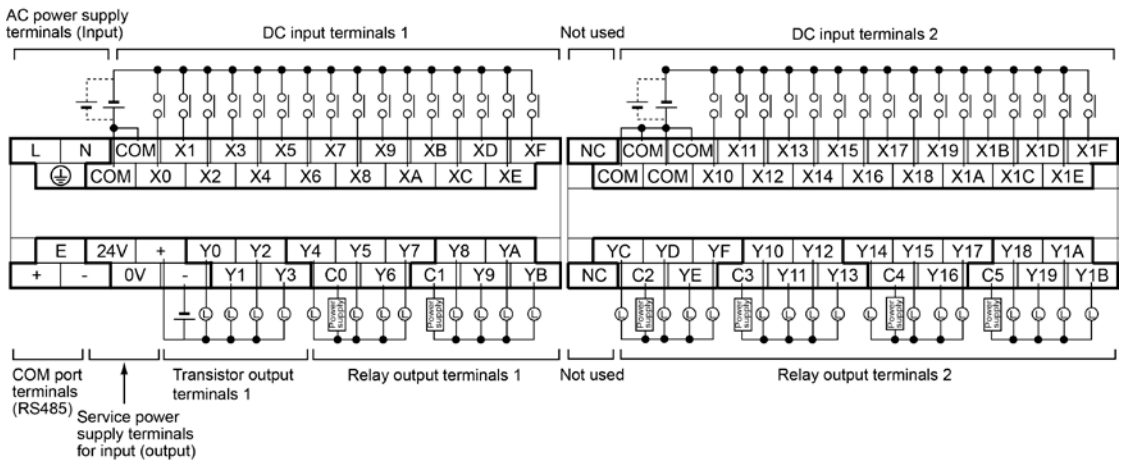 AC power supply
terminals (Input)
DC input terminals 1
Not used
DC input terminals 2
L N COM X1 X3 X5 X7 X9 XB XD XF
COM X0 X2 X4 X6 X8 XA XC XE
NC COM COM X11 X13 X15 X17 X19 X1B X1D X1F
COM COM X10 X12 X14 X16 X18 X1A X1C X1E
E 24V + Y0 Y2 Y4 Y5 Y7 Y8 YA
+ - 0V - Y1 Y3 C0 Y6 C1 Y9 YB
YC YD YF Y10 Y12 Y14 Y15 Y17 Y18 Y1A
NC C2 YE C3 Y11 Y13 C4 Y16 C5 Y19 Y1B
L L L L L Power
supply L L L Power
supply L L L L
L Power
supply L L L Power
supply L L L L L Power
supply L L L Power
supply L L L L
COM port
terminals
(RS485)
Service power
supply terminals
for input (output)
Transistor output
terminals 1
Relay output terminals 1
Not used
Relay output terminals 2